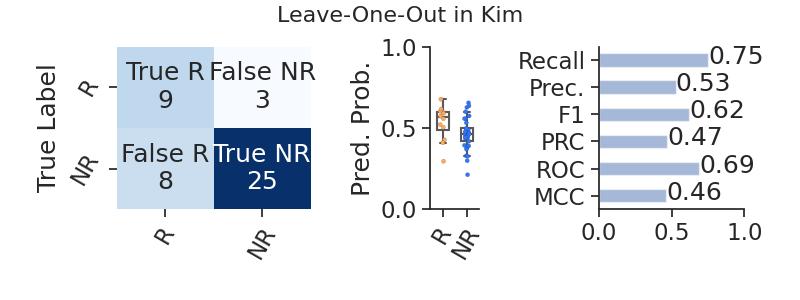 Leave-One-Out in Kim
True Label
R
NR
True R
9
False NR
3
False R
8
True NR
25
R
NR
Pred. Prob.
1.0
0.5
0.0
R
NR
Recall
Prec.
F1
PRC
ROC
MCC
0.75
0.53
0.62
0.47
0.69
0.46
0.0 0.5 1.0